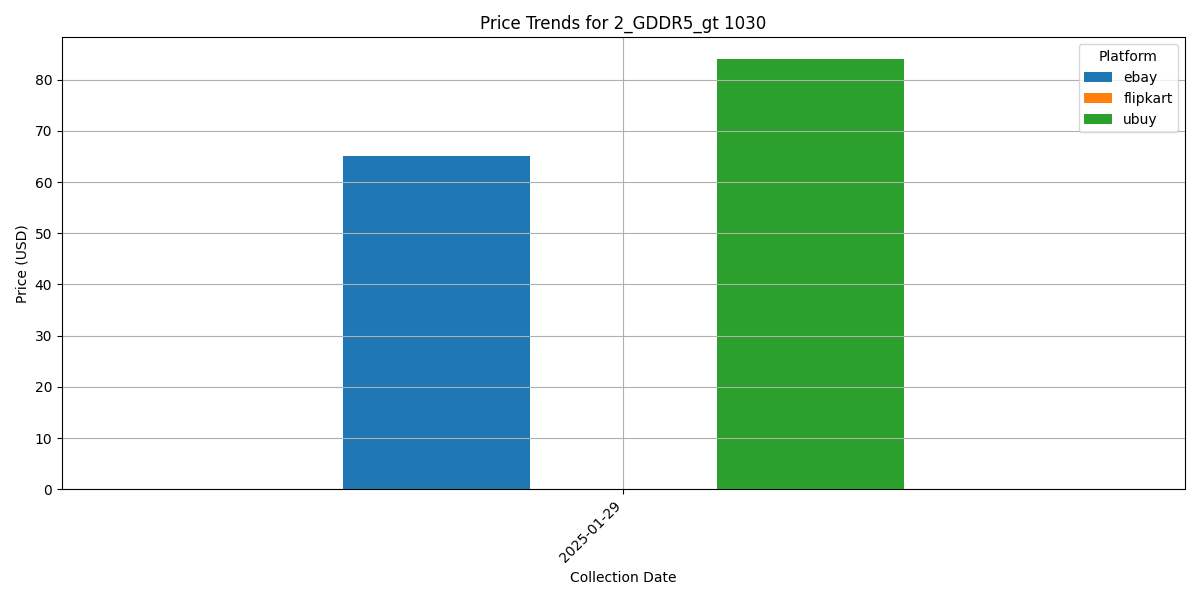 Price Trends for 2_GDDR5_gt 1030
Platform
ebay
flipkart
ubuy
Price (USD)
80
70
60
50
40
30
20
10
0
2025-01-29
Collection Date